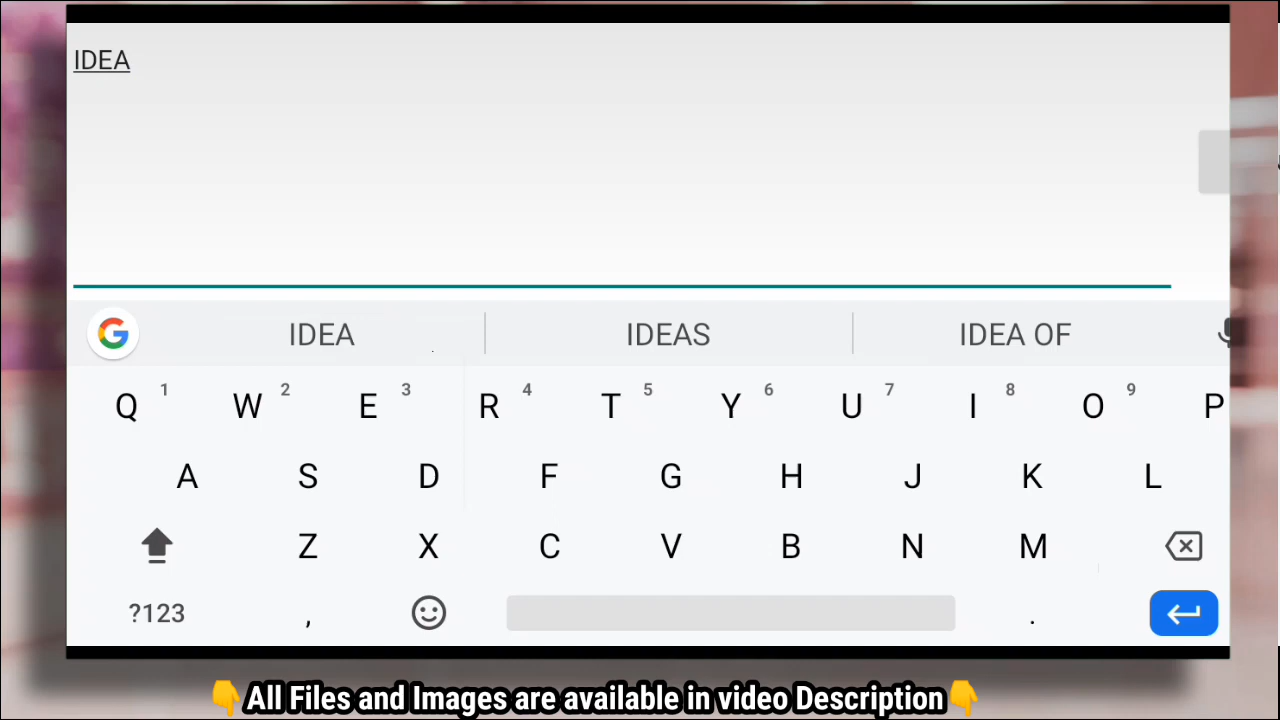 IDEA
IDEA IDEAS IDEA OF
Q 1 W 2 E 3 R 4 T 5 Y 6 U 7 I 8 O 9 P
A S D F G H J K L
Z X C V B N M
?123 , .
👇All Files and Images are available in video Description👇